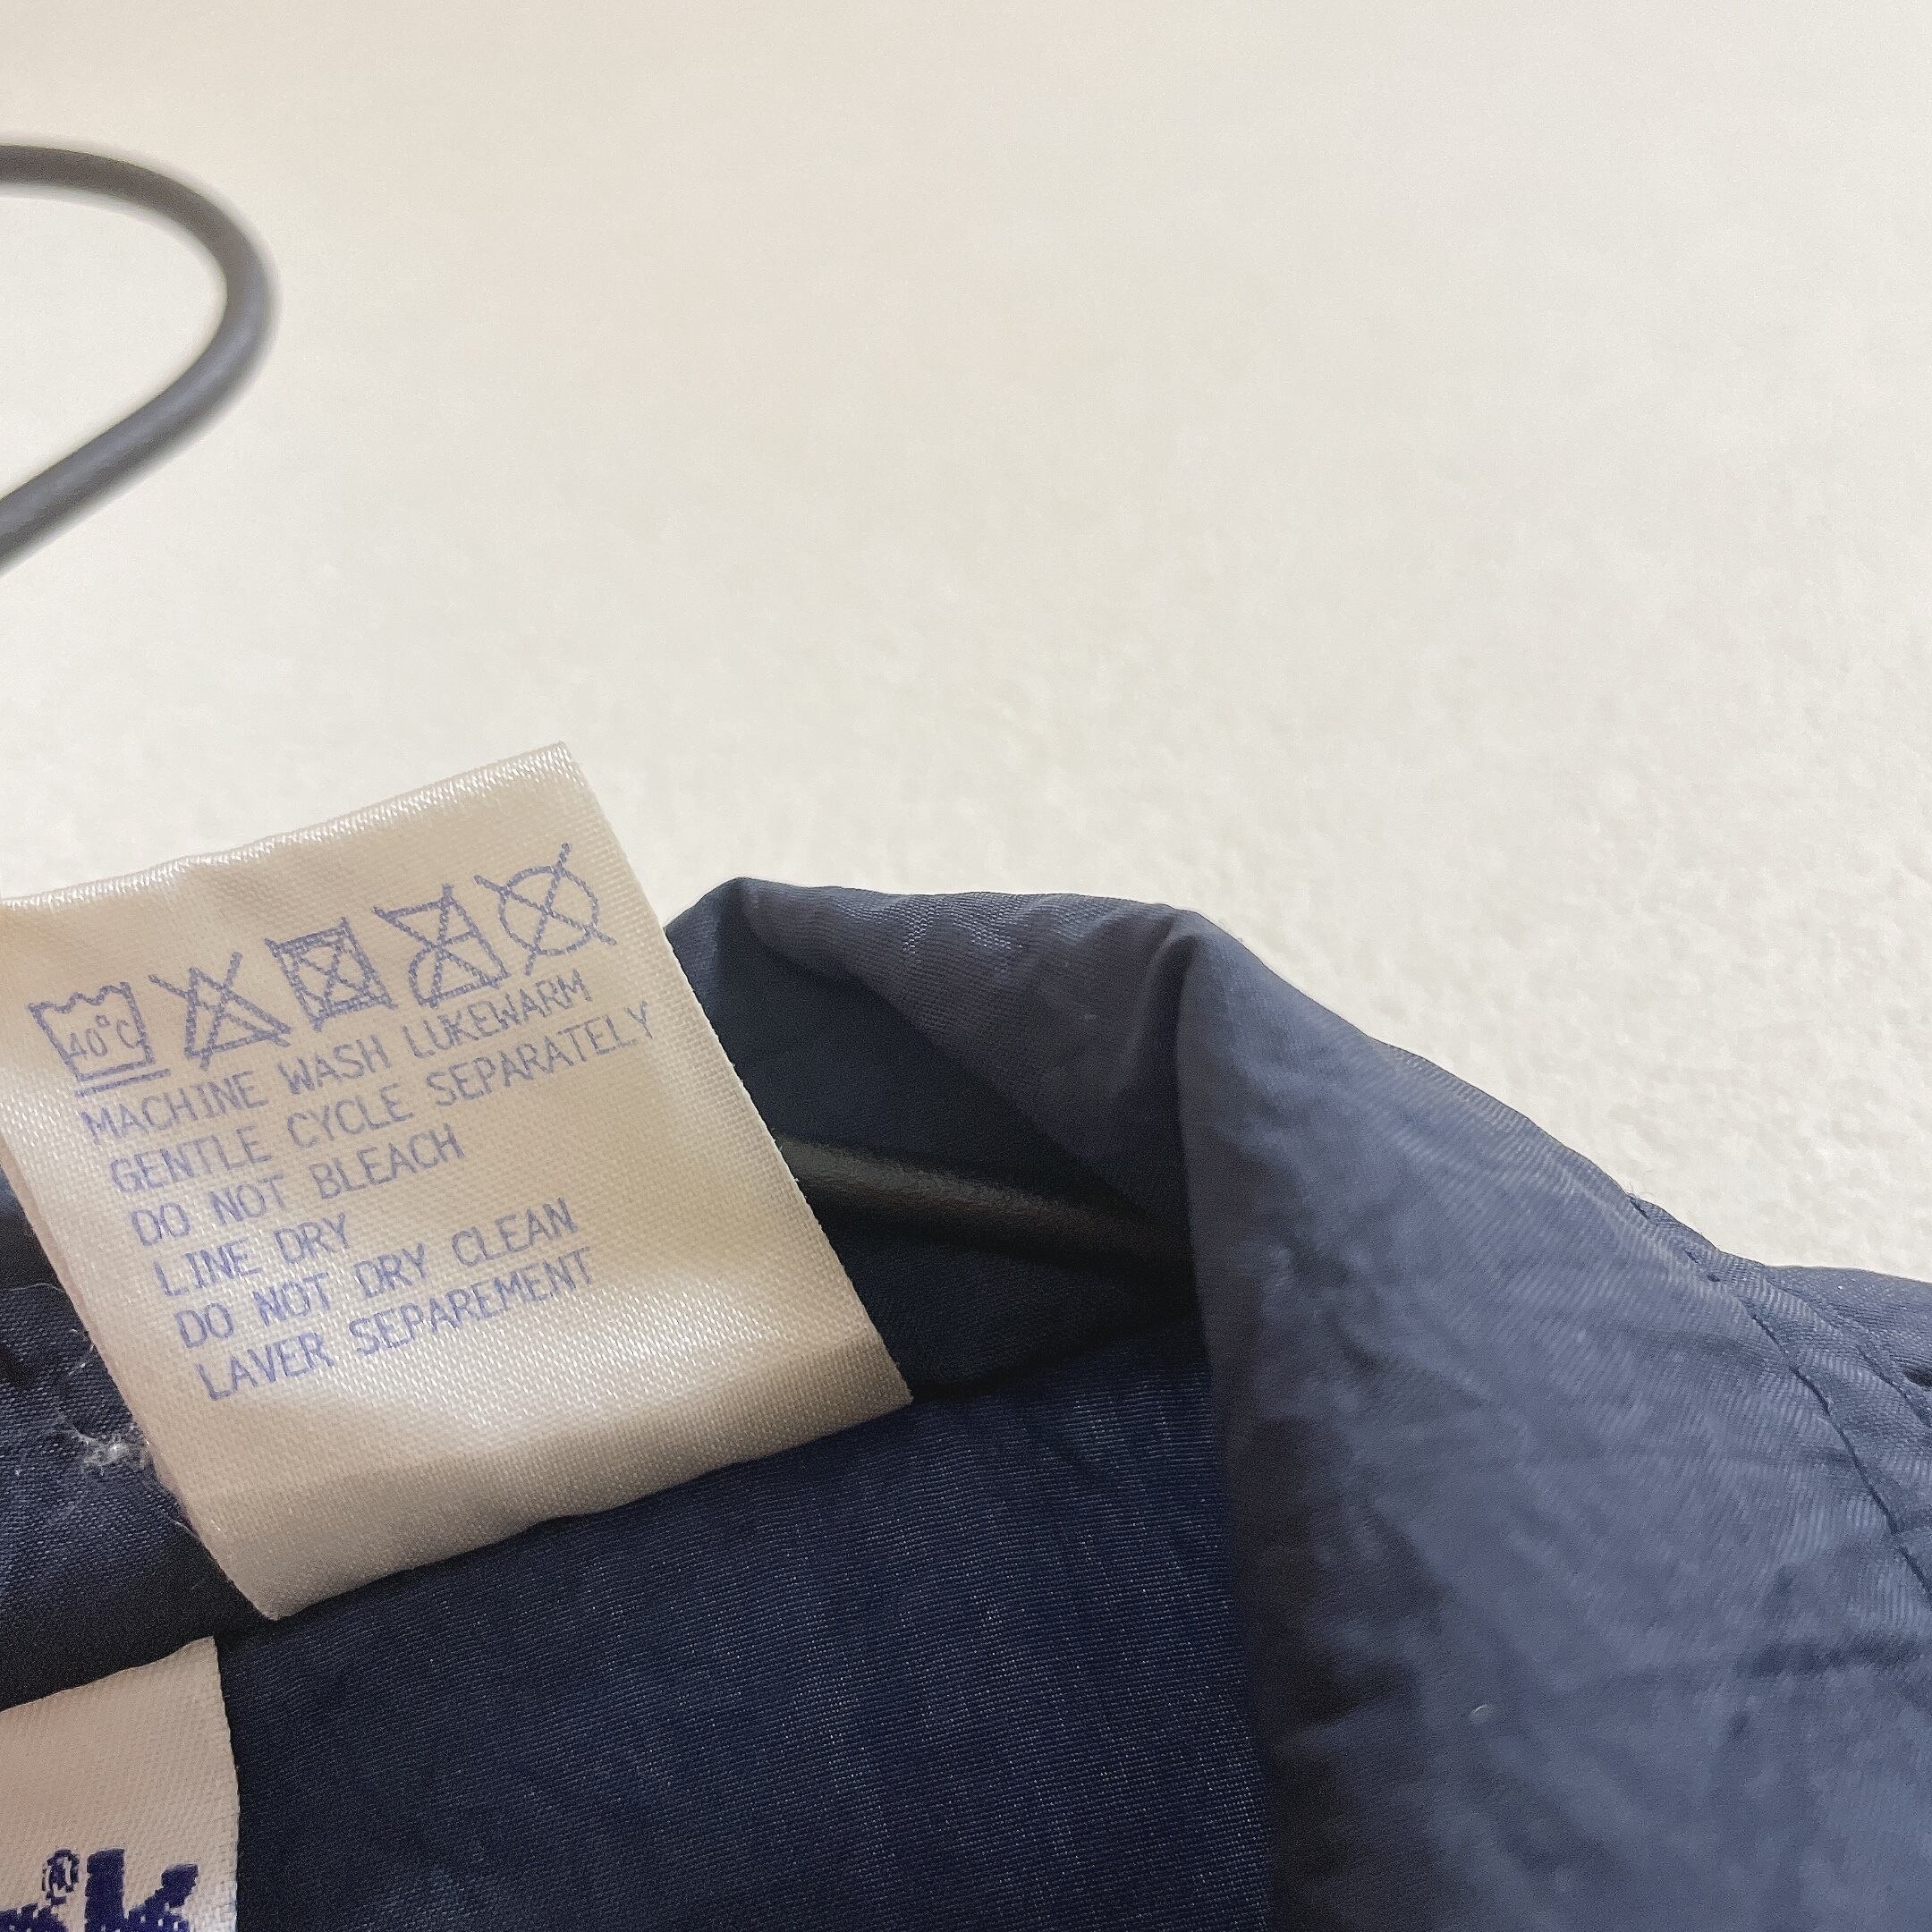 40°C
MACHINE WASH LUKEWARM
GENTLE CYCLE SEPARATELY
DO NOT BLEACH
LINE DRY
DO NOT DRY CLEAN
LAVER SEPAREMENT
®